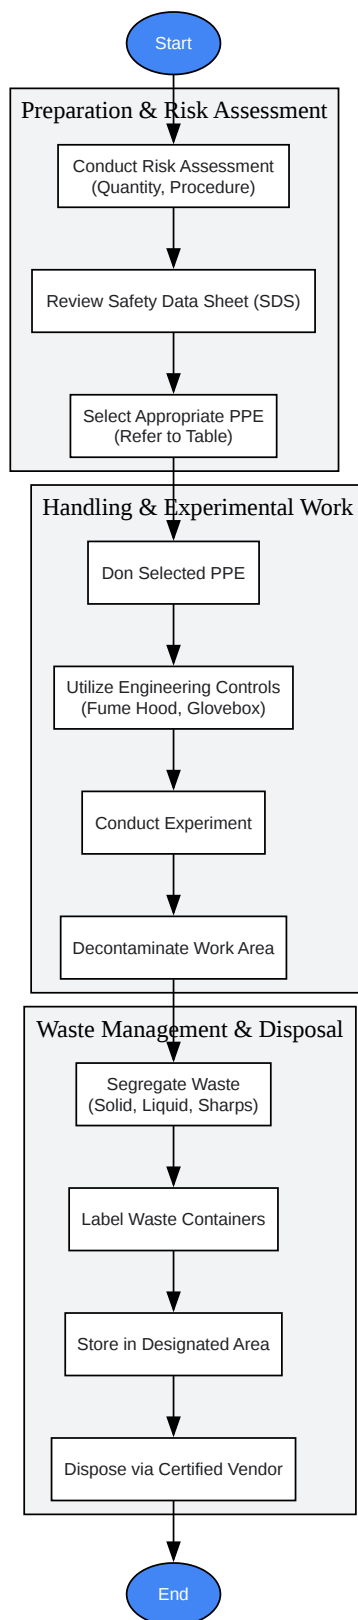 Start
Preparation & Risk Assessment
Conduct Risk Assessment
(Quantity, Procedure)
Review Safety Data Sheet (SDS)
Select Appropriate PPE
(Refer to Table)
Handling & Experimental Work
Don Selected PPE
Utilize Engineering Controls
(Fume Hood, Glovebox)
Conduct Experiment
Decontaminate Work Area
Waste Management & Disposal
Segregate Waste
(Solid, Liquid, Sharps)
Label Waste Containers
Store in Designated Area
Dispose via Certified Vendor
End